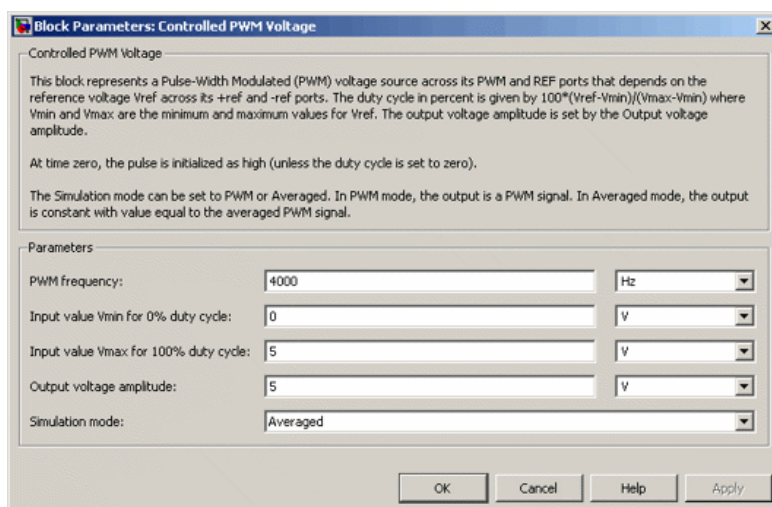 Block Parameters: Controlled PWM Voltage
Controlled PWM Voltage
This block represents a Pulse-Width Modulated (PWM) voltage source across its PWM and REF ports that depends on the
reference voltage Vref across its +ref and -ref ports. The duty cycle in percent is given by 100*(Vref-Vmin)/(Vmax-Vmin) where
Vmin and Vmax are the minimum and maximum values for Vref. The output voltage amplitude is set by the Output voltage
amplitude.
At time zero, the pulse is initialized as high (unless the duty cycle is set to zero).
The Simulation mode can be set to PWM or Averaged. In PWM mode, the output is a PWM signal. In Averaged mode, the output
is constant with value equal to the averaged PWM signal.
Parameters
PWM frequency: 4000 Hz
Input value Vmin for 0% duty cycle: 0 V
Input value Vmax for 100% duty cycle: 5 V
Output voltage amplitude: 5 V
Simulation mode: Averaged
OK Cancel Help Apply